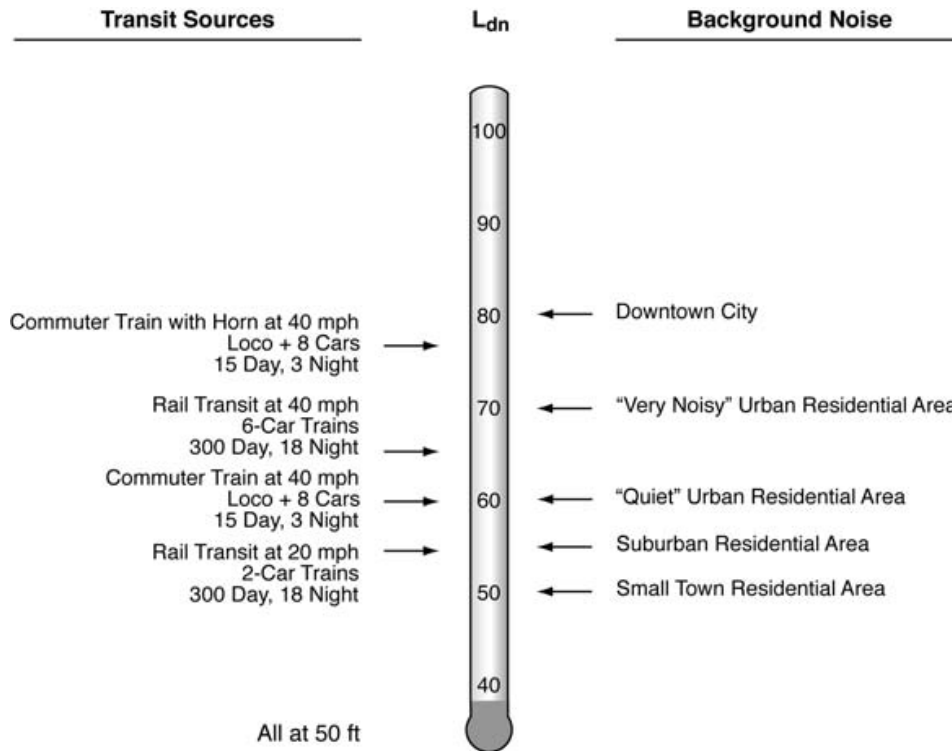 Transit Sources
Ldn
Background Noise
100
90
80
70
60
50
40
Commuter Train with Horn at 40 mph
Loco + 8 Cars
15 Day, 3 Night
Rail Transit at 40 mph
6-Car Trains
300 Day, 18 Night
Commuter Train at 40 mph
Loco + 8 Cars
15 Day, 3 Night
Rail Transit at 20 mph
2-Car Trains
300 Day, 18 Night
All at 50 ft
Downtown City
“Very Noisy” Urban Residential Area
“Quiet” Urban Residential Area
Suburban Residential Area
Small Town Residential Area